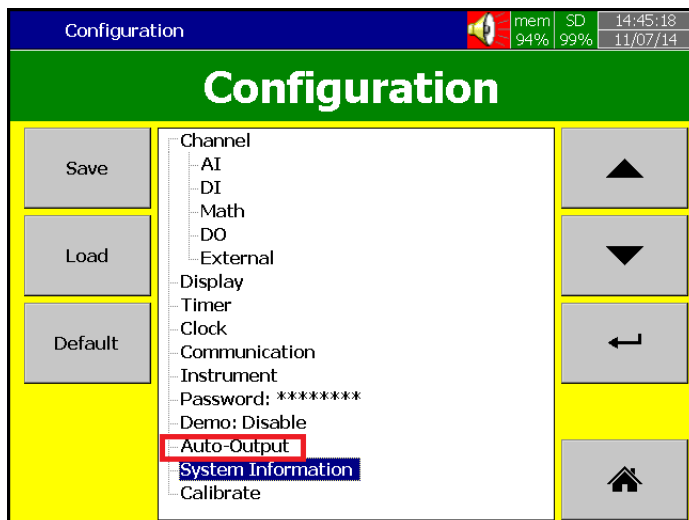 Configuration
mem SD 14:45:18
94% 99% 11/07/14
Configuration
Save
Load
Default
Channel
AI
DI
Math
DO
External
Display
Timer
Clock
Communication
Instrument
Password: ********
Demo: Disable
Auto-Output
System Information
Calibrate